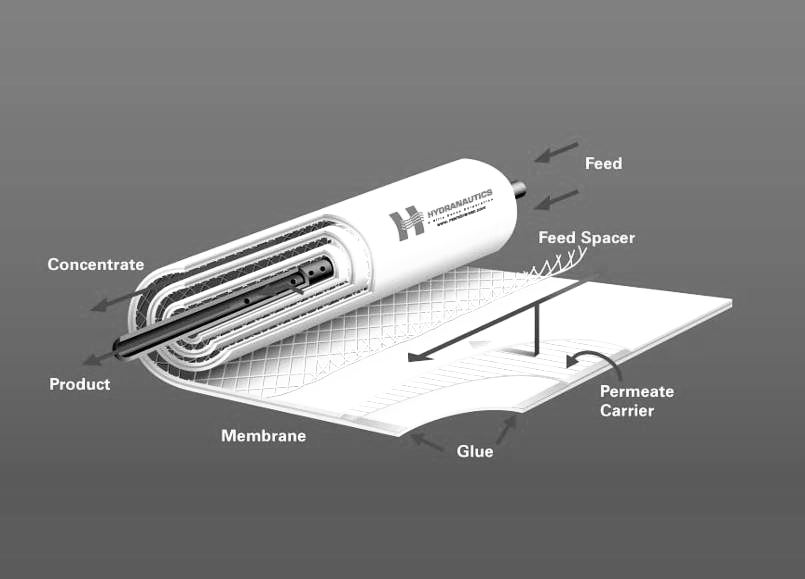 Feed
HYDRANAUTICS
Feed Spacer
Concentrate
Product
Permeate
Carrier
Membrane
Glue